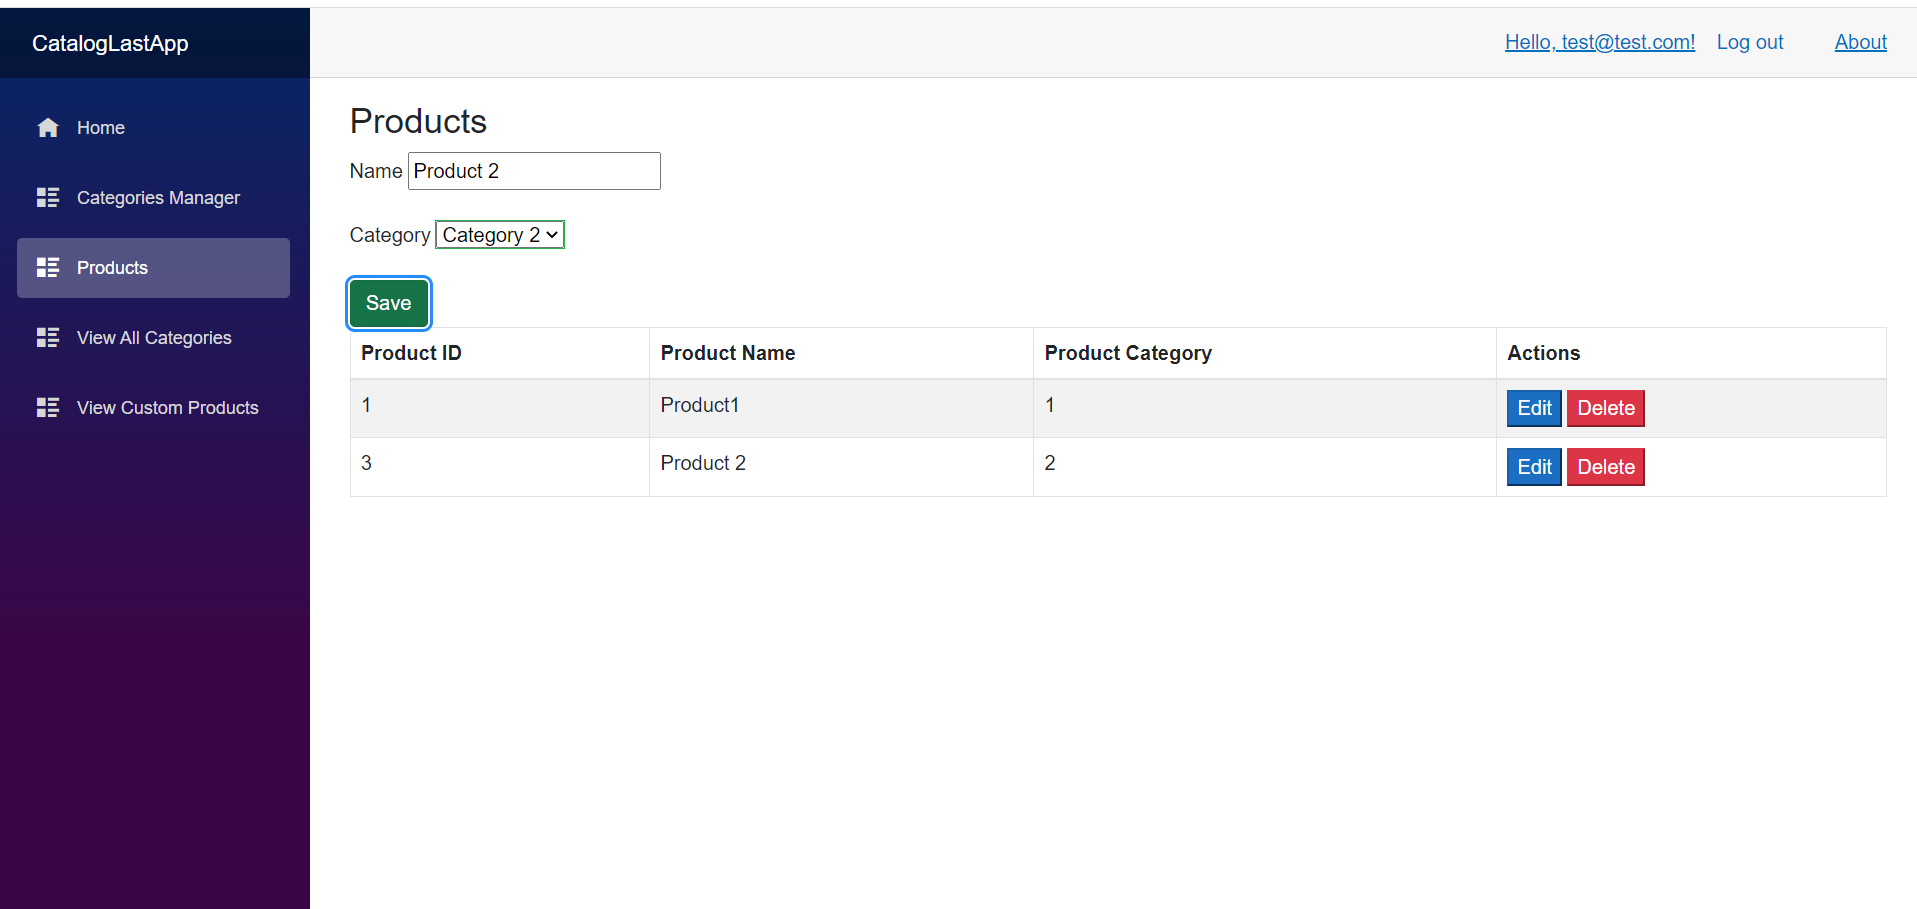 CatalogLastApp
Hello, test@test.com! Log out About
Home
Categories Manager
Products
View All Categories
View Custom Products
Products
Name Product 2
Category Category 2
Save
Product ID Product Name Product Category Actions
1 Product1 1 Edit Delete
3 Product 2 2 Edit Delete